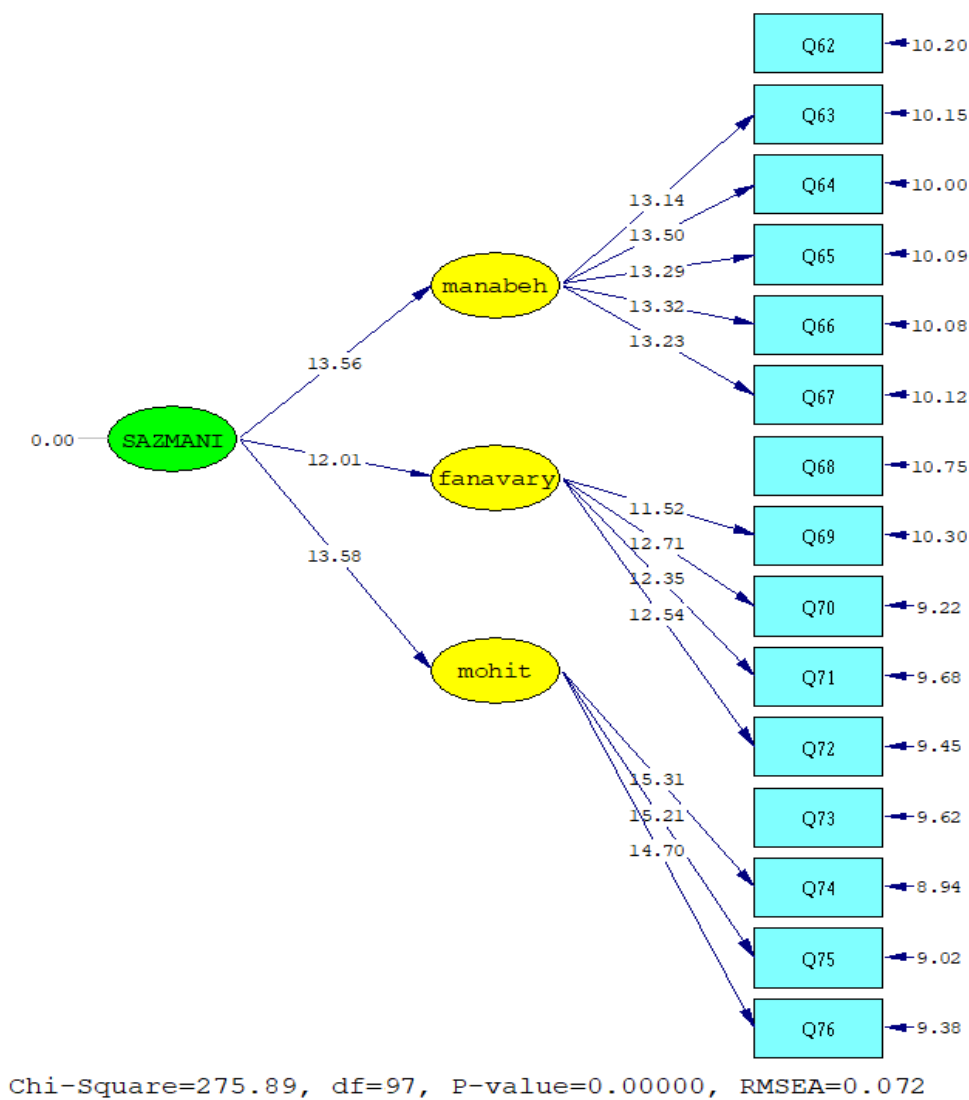 Q62
10.20
Q63
10.15
13.14
Q64
10.00
13.50
manabeh
13.29
Q65
10.09
13.32
Q66
10.08
13.23
13.56
Q67
10.12
0.00
SAZMANI
12.01
fanavary
Q68
10.75
11.52
Q69
10.30
12.71
13.58
12.35
Q70
9.22
12.54
mohit
Q71
9.68
Q72
9.45
15.31
15.21
Q73
9.62
14.70
Q74
8.94
Q75
9.02
Q76
9.38
Chi-Square=275.89, df=97, P-value=0.00000, RMSEA=0.072